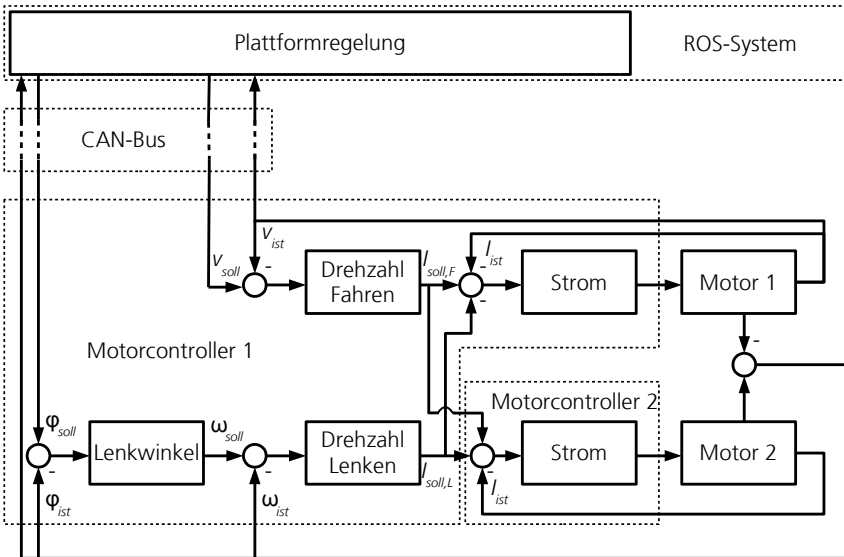 Plattformregelung
ROS-System
CAN-Bus
v_ist
v_soll
-
Drehzahl
Fahren
I_soll,F
I_ist
-
-
Strom
Motor 1
-
Motorcontroller 1
Motorcontroller 2
φ_soll
-
φ_ist
Lenkwinkel
ω_soll
-
ω_ist
Drehzahl
Lenken
I_soll,L
-
I_ist
Strom
Motor 2